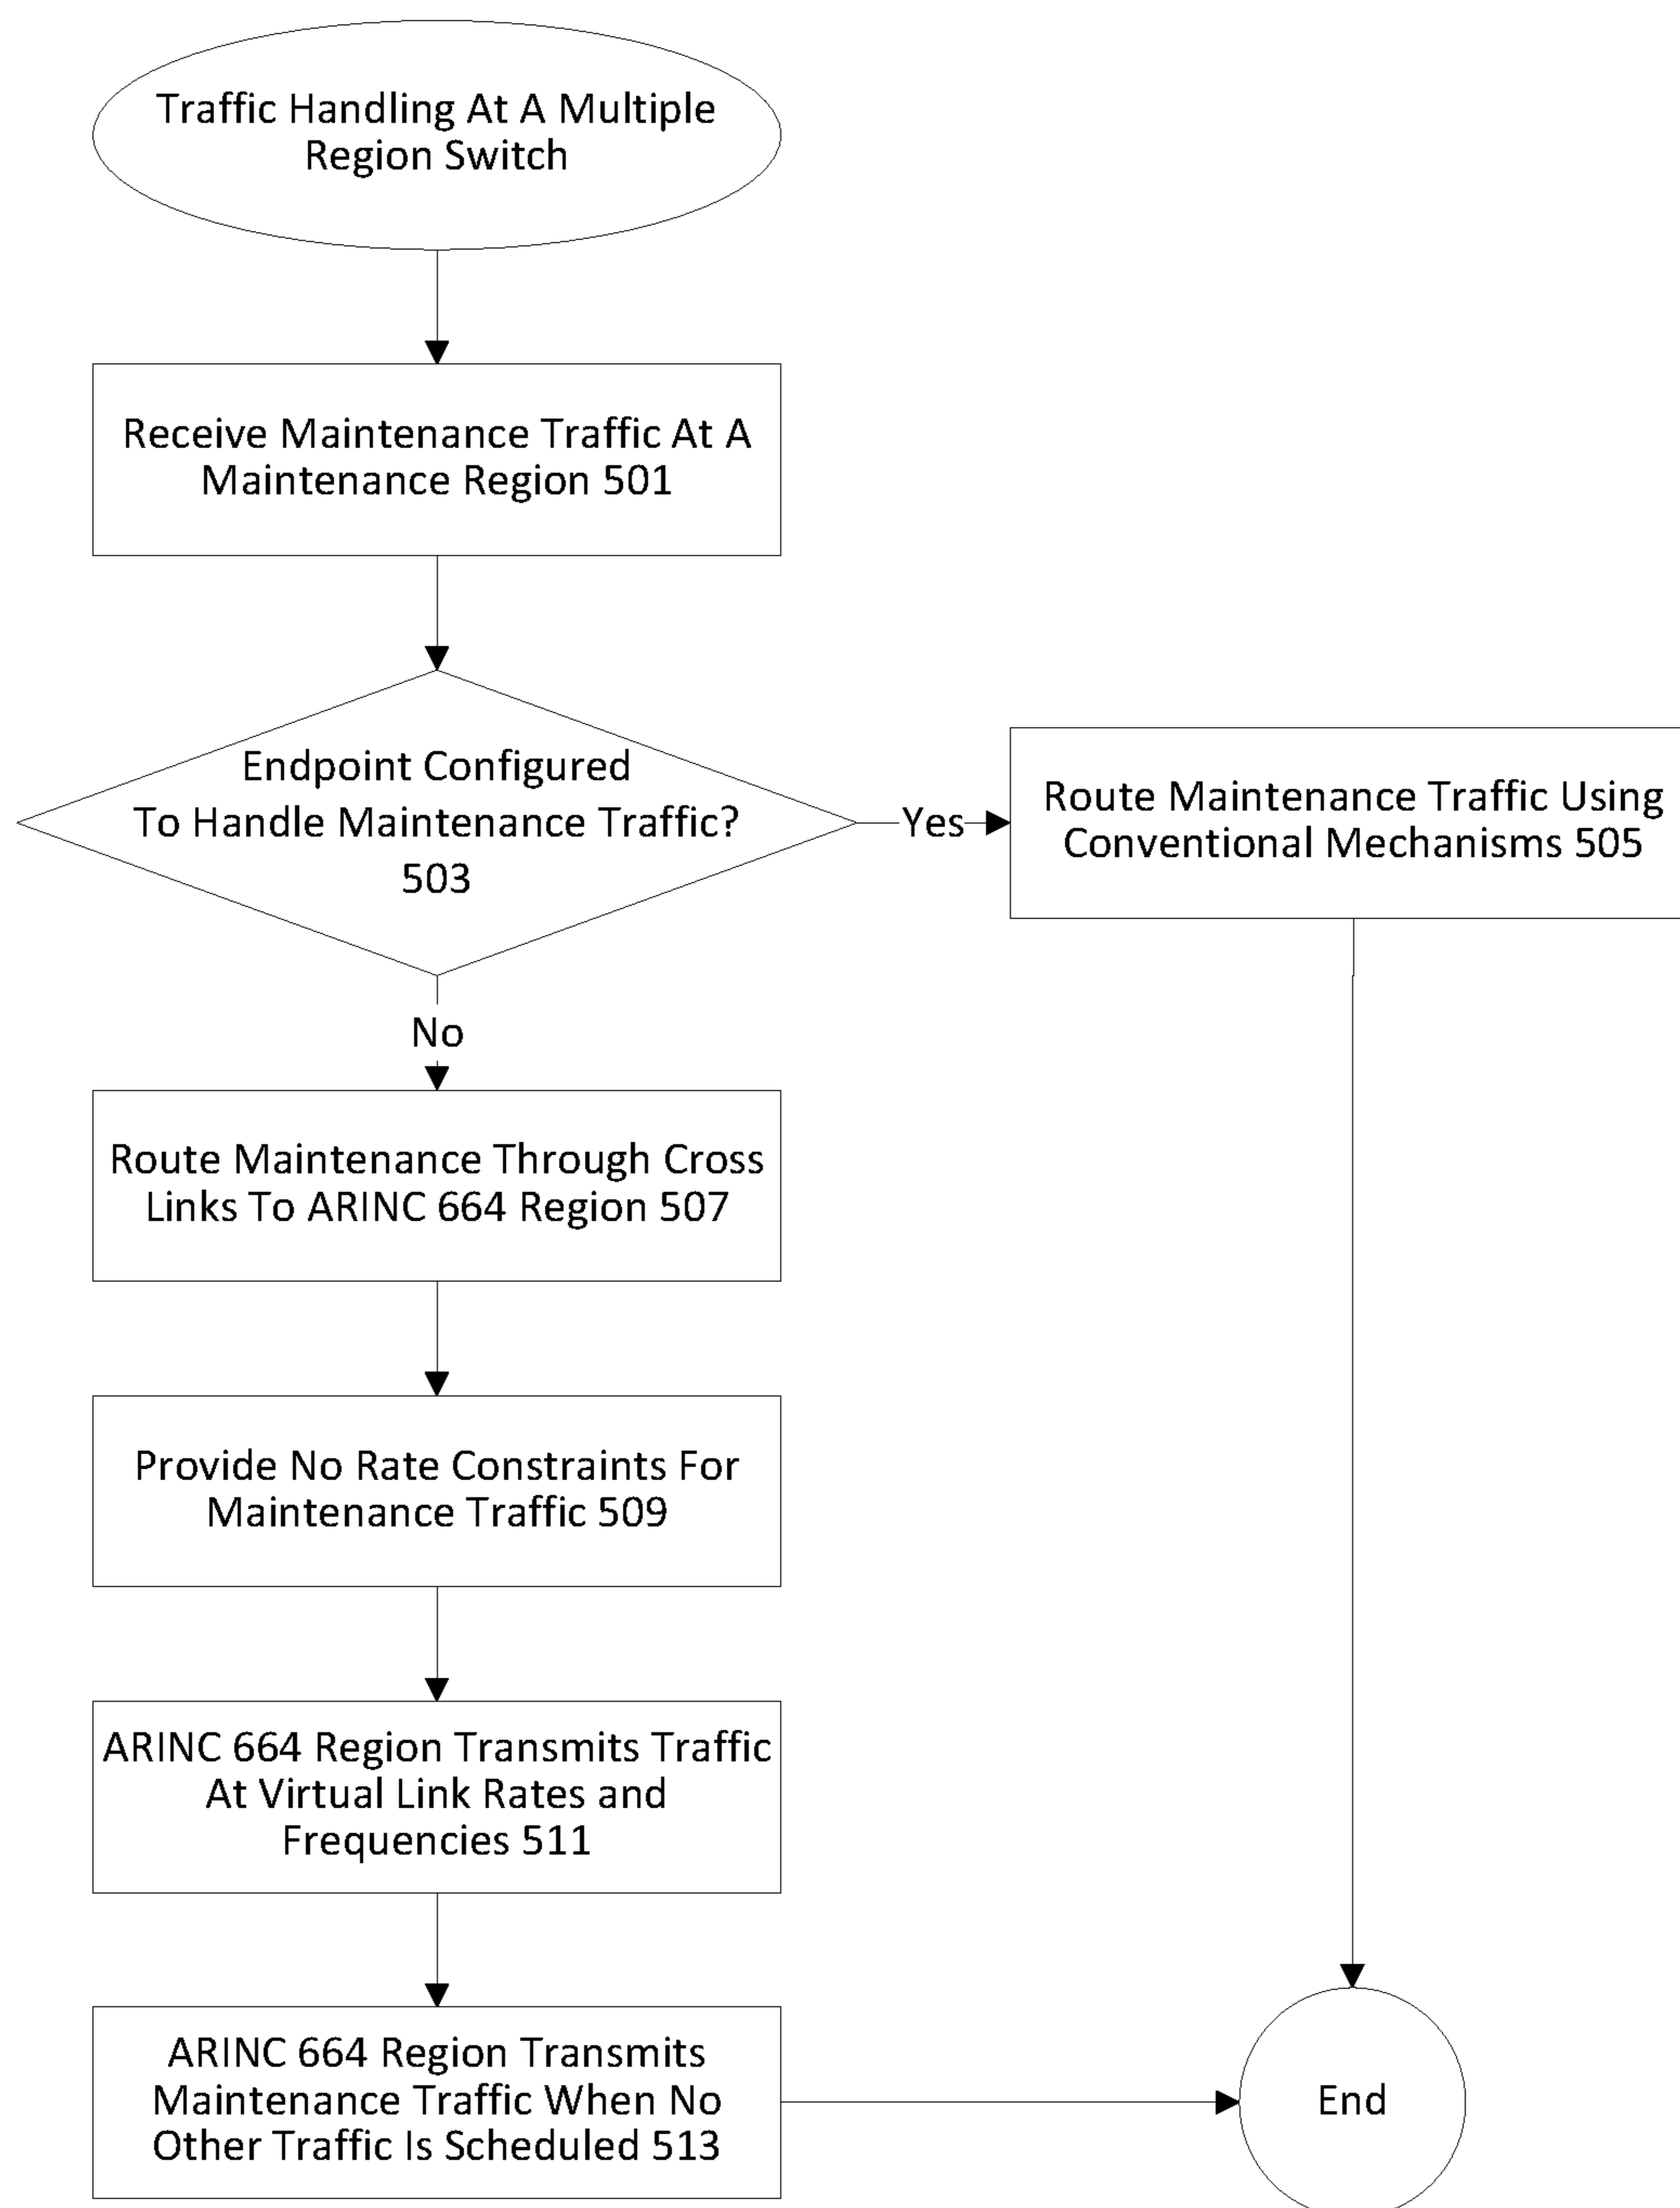 Traffic Handling At A Multiple
Region Switch
Receive Maintenance Traffic At A
Maintenance Region 501
Endpoint Configured
To Handle Maintenance Traffic?
503
Yes
Route Maintenance Traffic Using
Conventional Mechanisms 505
No
Route Maintenance Through Cross
Links To ARINC 664 Region 507
Provide No Rate Constraints For
Maintenance Traffic 509
ARINC 664 Region Transmits Traffic
At Virtual Link Rates and
Frequencies 511
ARINC 664 Region Transmits
Maintenance Traffic When No
Other Traffic Is Scheduled 513
End